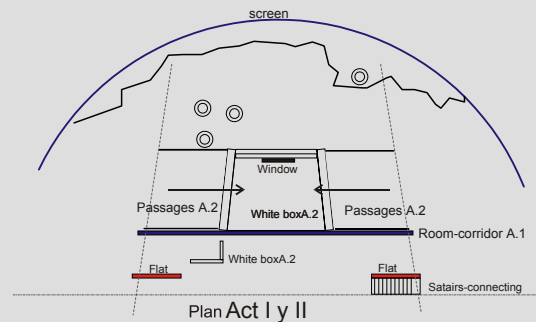 screen
Window
Passages A.2
White boxA.2
Passages A.2
Room-corridor A.1
White boxA.2
Flat
Flat
Satairs-connecting
Plan Act I y II